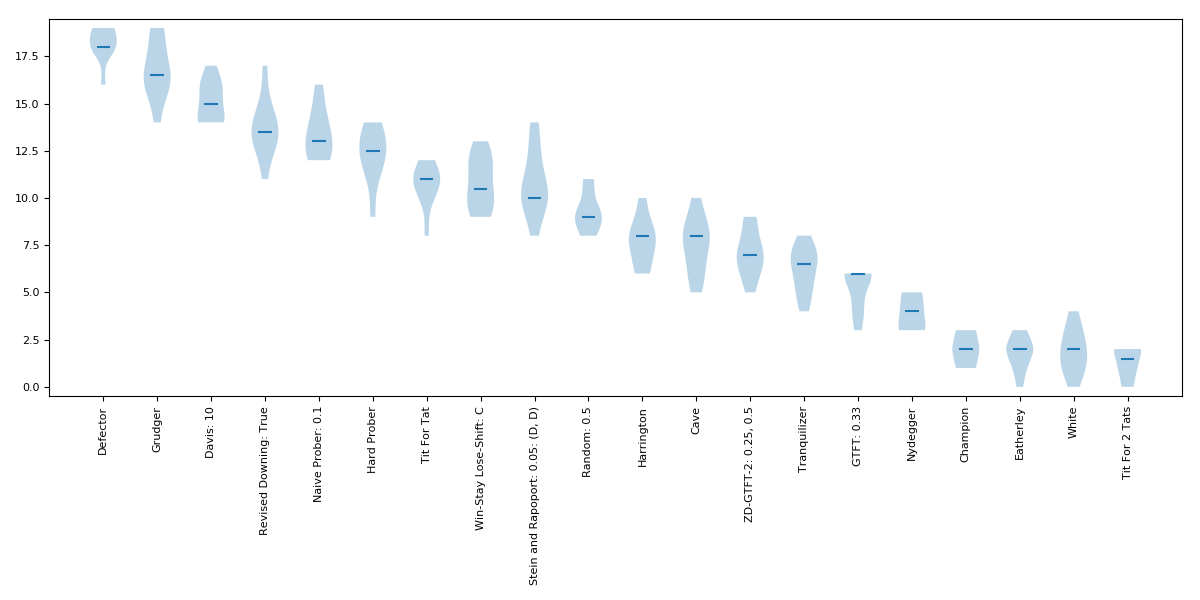 17.5
15.0
12.5
10.0
7.5
5.0
2.5
0.0
Defector
Grudger
Davis: 10
Revised Downing: True
Naive Prober: 0.1
Hard Prober
Tit For Tat
Win-Stay Lose-Shift: C
Stein and Rapoport: 0.05: (D, D)
Random: 0.5
Harrington
Cave
ZD-GTFT-2: 0.25, 0.5
Tranquilizer
GTFT: 0.33
Nydegger
Champion
Eatherley
White
Tit For 2 Tats